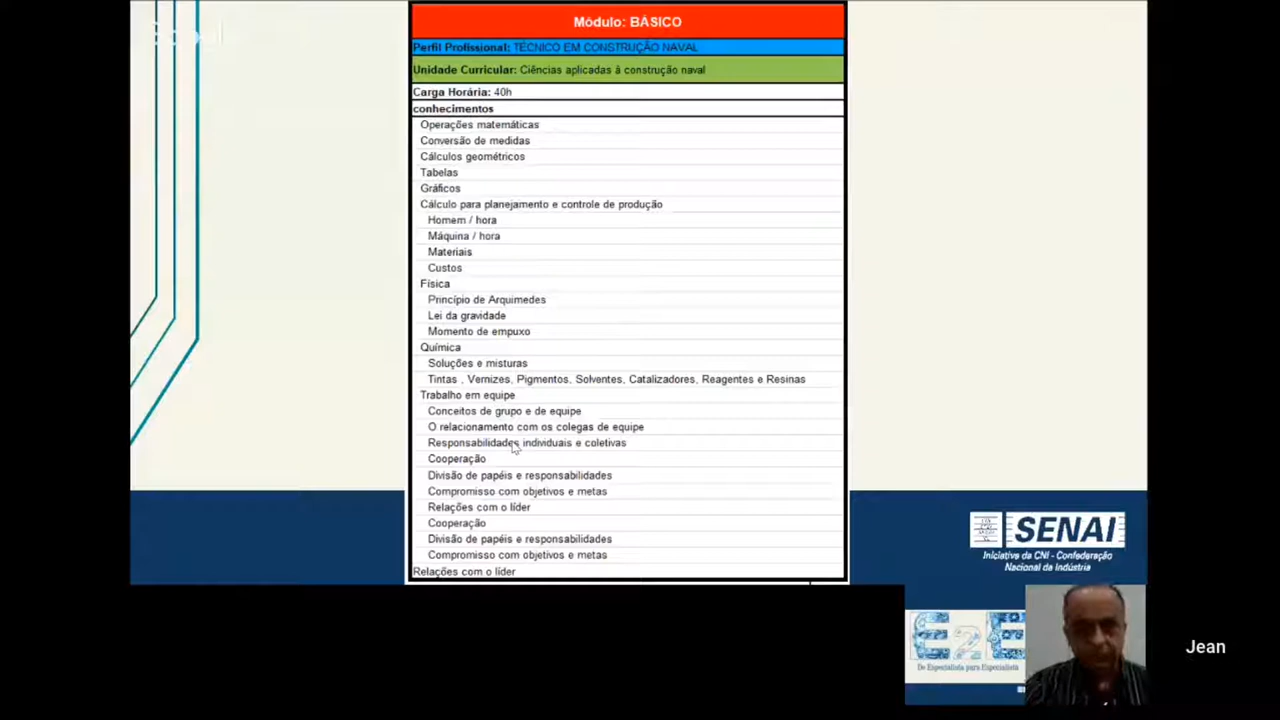 Módulo: BÁSICO
Perfil Profissional: TÉCNICO EM CONSTRUÇÃO NAVAL
Unidade Curricular: Ciências aplicadas à construção naval
Carga Horária: 40h
conhecimentos
Operações matemáticas
Conversão de medidas
Cálculos geométricos
Tabelas
Gráficos
Cálculo para planejamento e controle de produção
Homem / hora
Máquina / hora
Materiais
Custos
Física
Princípio de Arquimedes
Lei da gravidade
Momento de empuxo
Química
Soluções e misturas
Tintas , Vernizes, Pigmentos, Solventes, Catalizadores, Reagentes e Resinas
Trabalho em equipe
Conceitos de grupo e de equipe
O relacionamento com os colegas de equipe
Responsabilidades individuais e coletivas
Cooperação
Divisão de papéis e responsabilidades
Compromisso com objetivos e metas
Relações com o líder
Cooperação
Divisão de papéis e responsabilidades
Compromisso com objetivos e metas
Relações com o líder
SENAI
Iniciativa da CNI - Confederação
Nacional da Indústria
E2E
De Especialista para Especialista
Jean